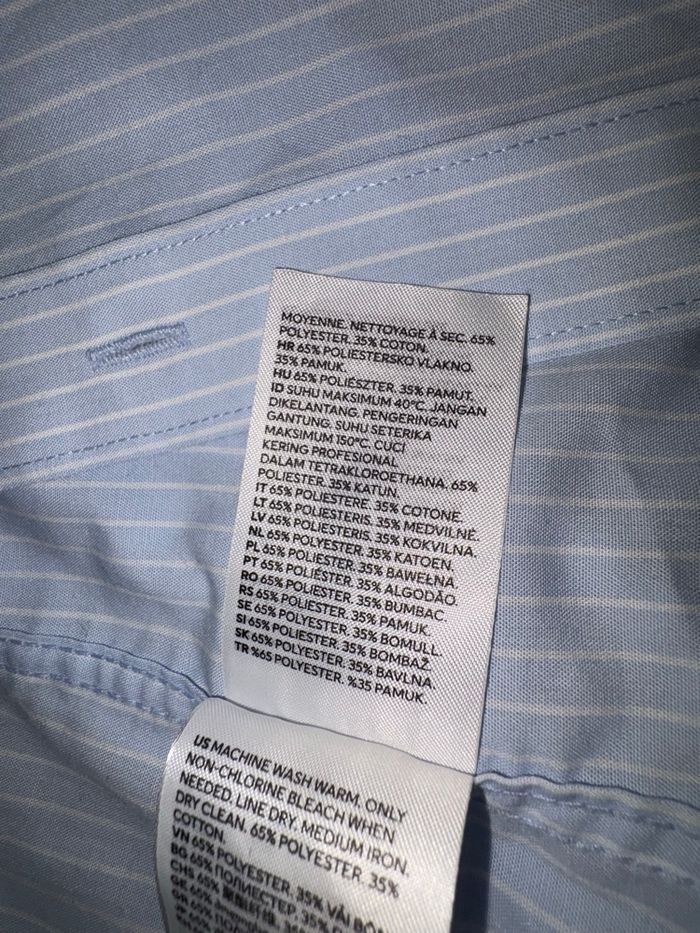 MOYENNE. NETTOYAGE À SEC. 65%
POLYESTER. 35% COTON.
HR 65% POLIESTERSKO VLAKNO.
35% PAMUK.
HU 65% POLIÉSZTER. 35% PAMUT.
ID SUHU MAKSIMUM 40°C. JANGAN
DIKELANTANG. PENGERINGAN
GANTUNG. SUHU SETERIKA
MAKSIMUM 150°C. CUCI
KERING PROFESIONAL
DALAM TETRAKLOROETHANA. 65%
POLIESTER. 35% KATUN.
IT 65% POLIESTERE. 35% COTONE.
LT 65% POLIESTERIS. 35% MEDVILNĖ.
LV 65% POLIESTERIS. 35% KOKVILNA.
NL 65% POLYESTER. 35% KATOEN.
PL 65% POLIESTER. 35% BAWEŁNA.
PT 65% POLIÉSTER. 35% ALGODÃO.
RO 65% POLIESTER. 35% BUMBAC.
RS 65% POLIESTER. 35% PAMUK.
SE 65% POLYESTER. 35% BOMULL.
SI 65% POLIESTER. 35% BOMBAŽ.
SK 65% POLYESTER. 35% BAVLNA.
TR %65 POLYESTER. %35 PAMUK.
US MACHINE WASH WARM. ONLY
NON-CHLORINE BLEACH WHEN
NEEDED. LINE DRY. MEDIUM IRON.
DRY CLEAN. 65% POLYESTER. 35%
COTTON.
VN 65% POLYESTER. 35% VẢI BÔN
BG 65% ПОЛИЕСТЕР. 35%
CHS 65%
GR 65%